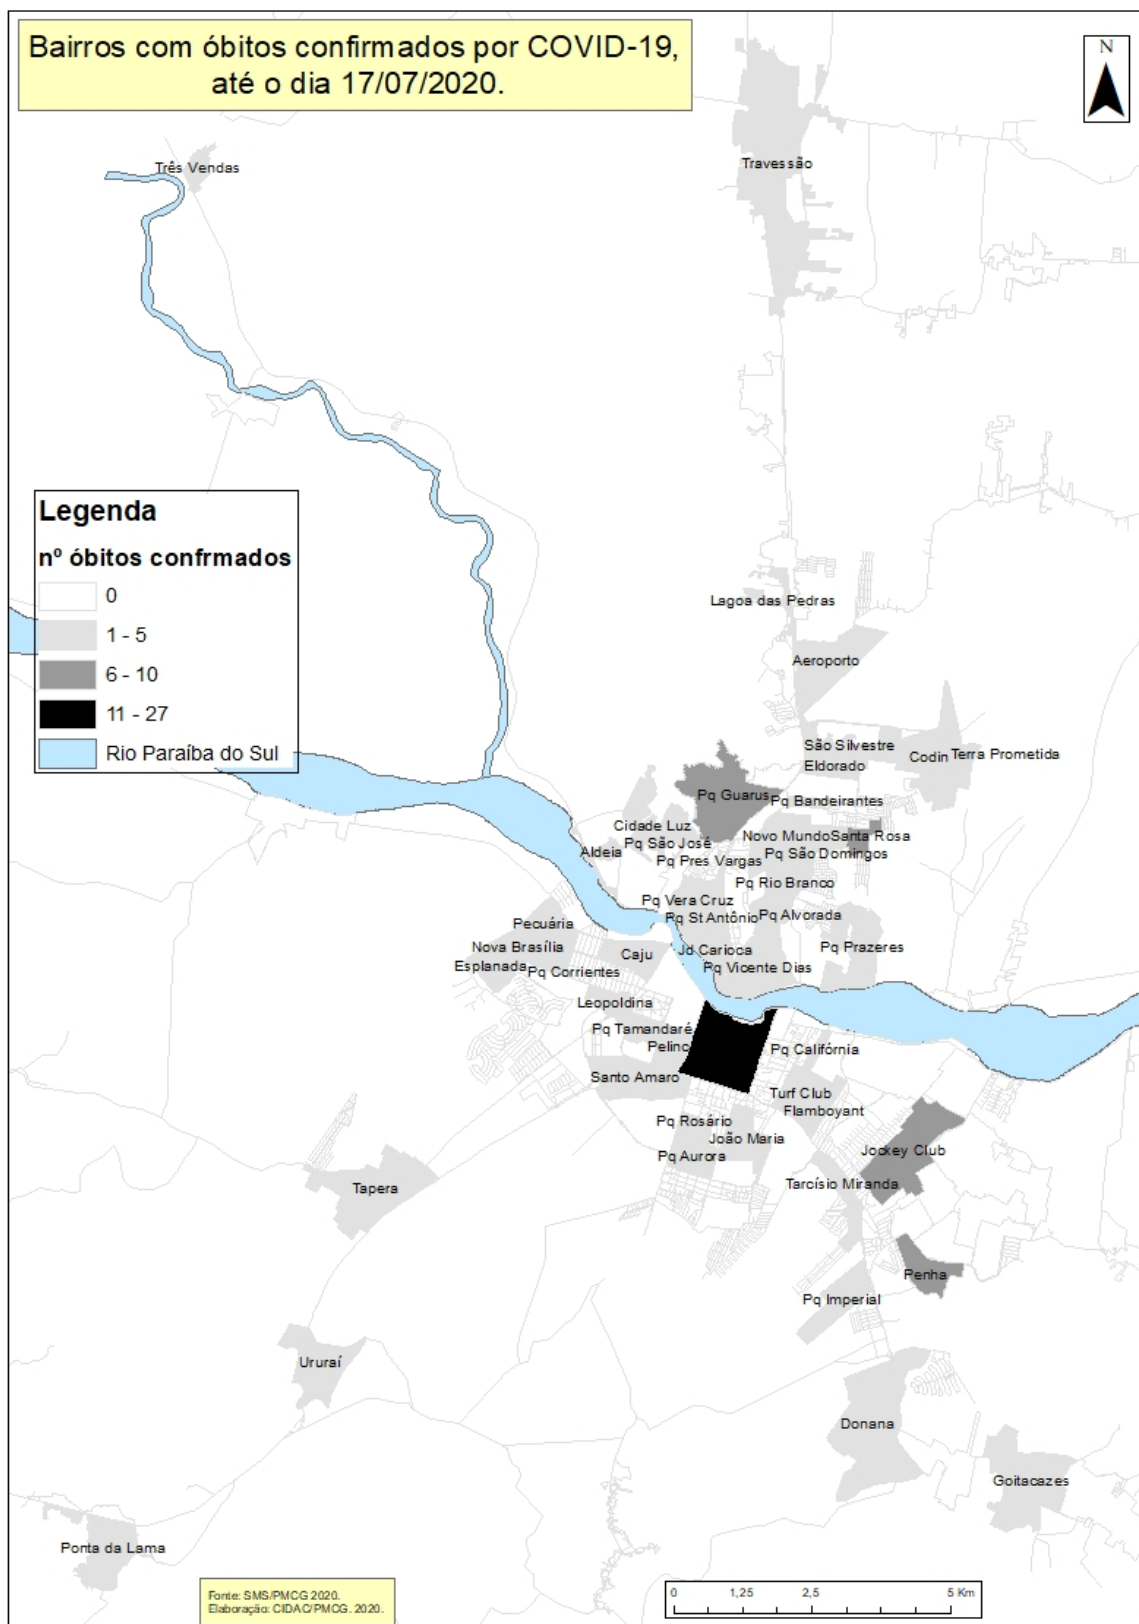 Bairros com óbitos confirmados por COVID-19,
até o dia 17/07/2020.
N
Três Vendas
Travessão
Legenda
nº óbitos confrmados
0
1 - 5
6 - 10
11 - 27
Rio Paraíba do Sul
Lagoa das Pedras
Aeroporto
São Silvestre
Eldorado
Codin
Terra Prometida
Pq Guarus
Pq Bandeirantes
Cidade Luz
Novo Mundo
Santa Rosa
Pq São José
Aldeia
Pq Pres Vargas
Pq São Domingos
Pq Rio Branco
Pq Vera Cruz
Pq St Antônio
Pq Alvorada
Pecuária
Nova Brasília
Caju
Jd Carioca
Pq Prazeres
Esplanada
Pq Corrientes
Pq Vicente Dias
Leopoldina
Pq Tamandaré
Pelinc
Pq Califórnia
Santo Amaro
Turf Club
Flamboyant
Pq Rosário
João Maria
Jockey Club
Pq Aurora
Tapera
Tarcísio Miranda
Penha
Pq Imperial
Ururaí
Donana
Goitacazes
Ponta da Lama
Fonte: SMS/PMCG 2020.
Elaboração: CIDAC/PMCG. 2020.
0 1,25 2,5 5 Km